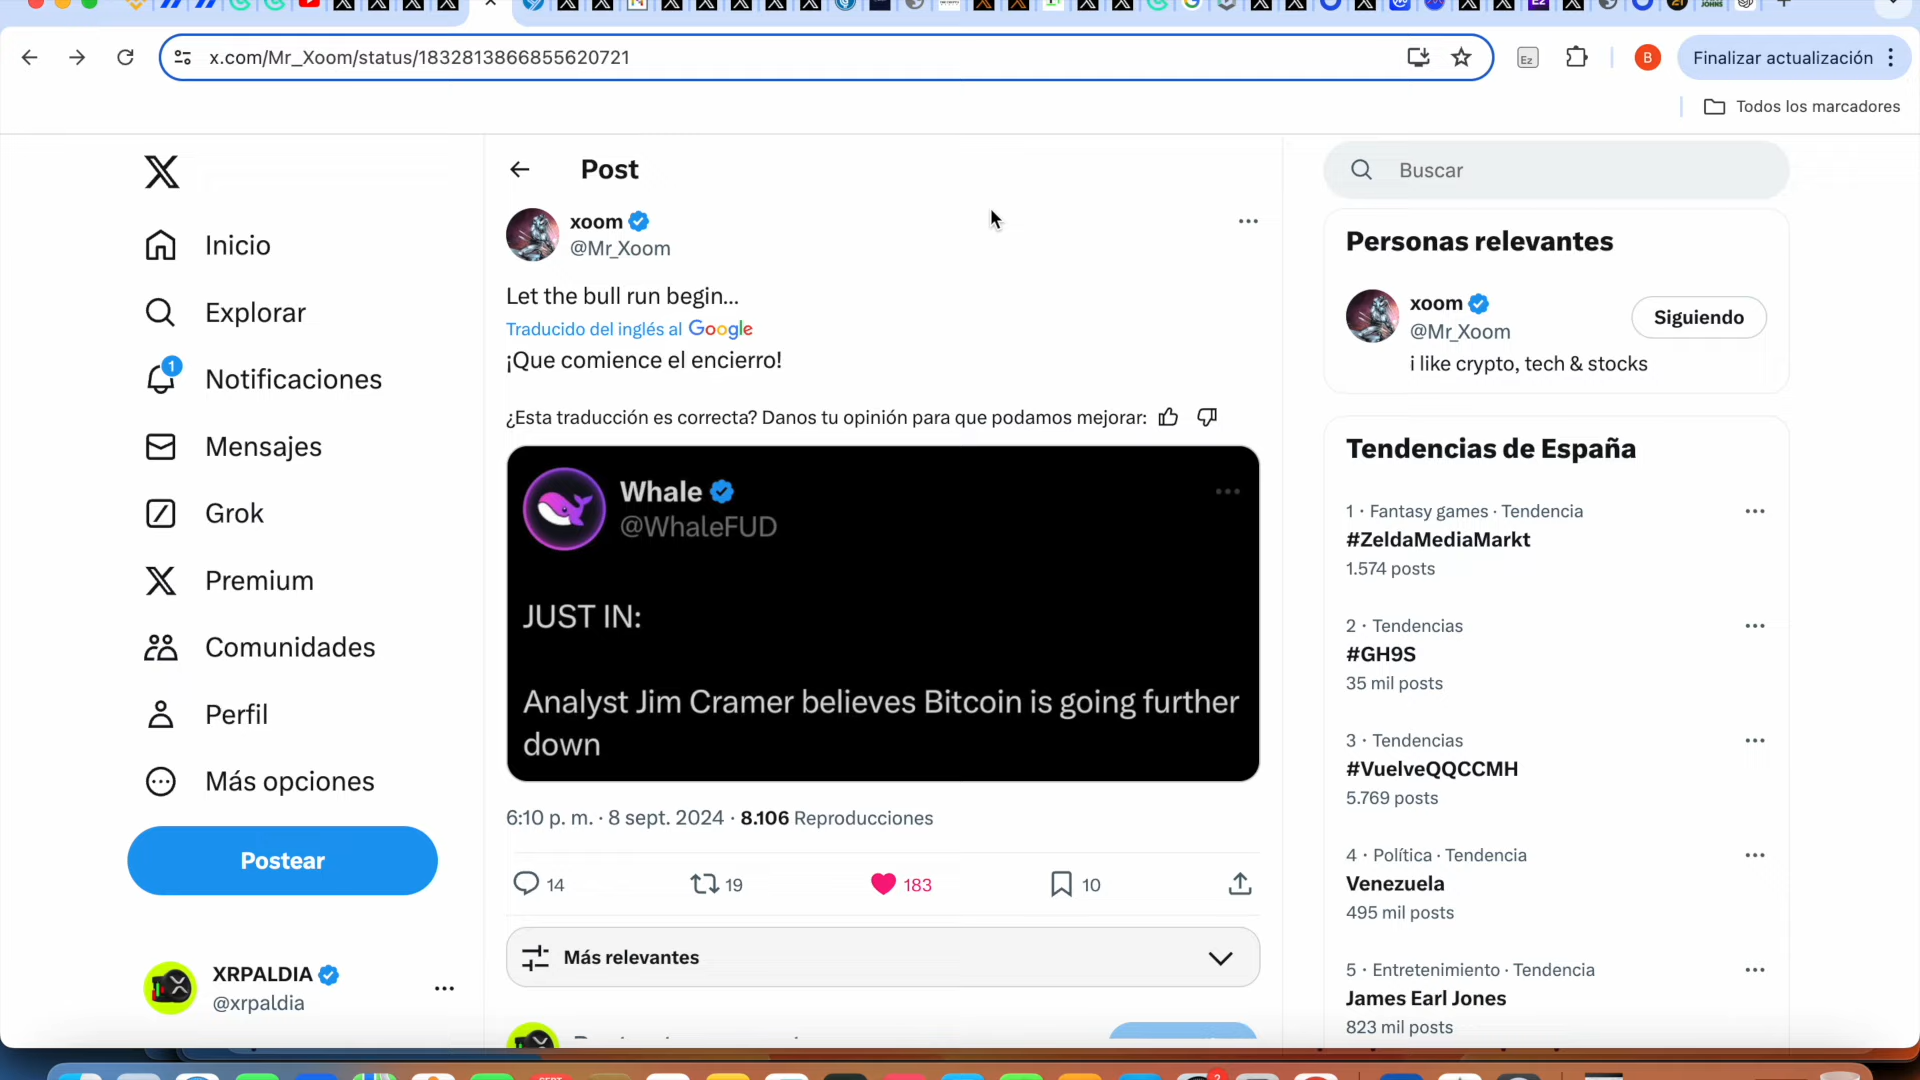 x.com/Mr_Xoom/status/1832813866855620721
Ez
B
Finalizar actualización
Todos los marcadores
Inicio
Explorar
1
Notificaciones
Mensajes
Grok
Premium
Comunidades
Perfil
Más opciones
Postear
XRPALDIA
@xrpaldia
Post
xoom
@Mr_Xoom
Let the bull run begin...
Traducido del inglés al Google
¡Que comience el encierro!
¿Esta traducción es correcta? Danos tu opinión para que podamos mejorar:
Whale
@WhaleFUD
JUST IN:
Analyst Jim Cramer believes Bitcoin is going further
down
6:10 p. m. · 8 sept. 2024 · 8.106 Reproducciones
14
19
183
10
Más relevantes
Buscar
Personas relevantes
xoom
@Mr_Xoom
Siguiendo
i like crypto, tech & stocks
Tendencias de España
1 · Fantasy games · Tendencia
#ZeldaMediaMarkt
1.574 posts
2 · Tendencias
#GH9S
35 mil posts
3 · Tendencias
#VuelveQQCCMH
5.769 posts
4 · Política · Tendencia
Venezuela
495 mil posts
5 · Entretenimiento · Tendencia
James Earl Jones
823 mil posts